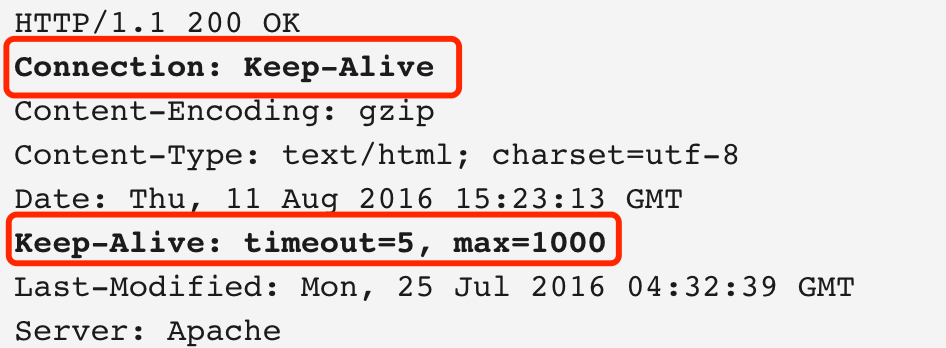 HTTP/1.1 200 OK
Connection: Keep-Alive
Content-Encoding: gzip
Content-Type: text/html; charset=utf-8
Date: Thu, 11 Aug 2016 15:23:13 GMT
Keep-Alive: timeout=5, max=1000
Last-Modified: Mon, 25 Jul 2016 04:32:39 GMT
Server: Apache